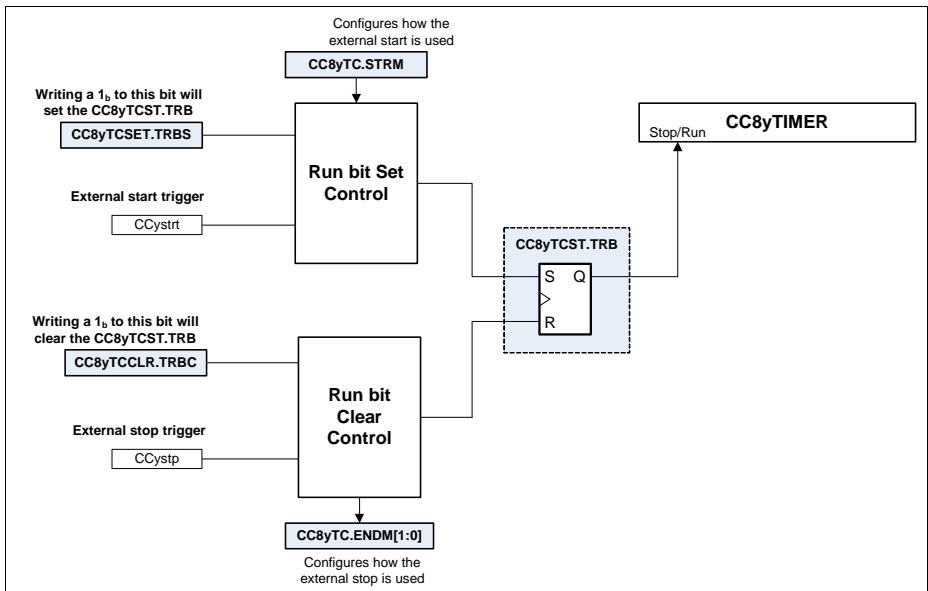 Configures how the
external start is used
CC8yTC.STRM
Writing a 1b to this bit will
set the CC8yTCST.TRB
CC8yTCSET.TRBS
Run bit Set
Control
External start trigger
CCystrt
CC8yTIMER
Stop/Run
CC8yTCST.TRB
S Q
R
Writing a 1b to this bit will
clear the CC8yTCST.TRB
CC8yTCCLR.TRBC
Run bit
Clear
Control
External stop trigger
CCystp
CC8yTC.ENDM[1:0]
Configures how the
external stop is used